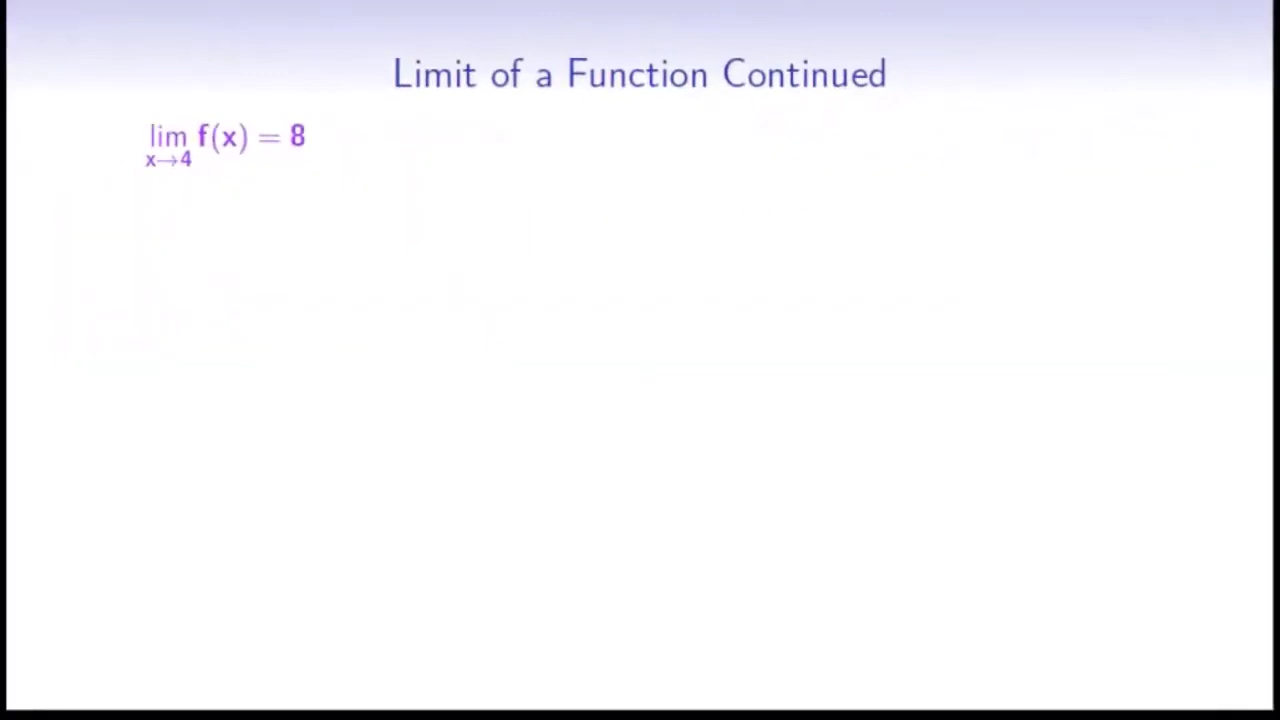 Limit of a Function Continued
lim f(x) = 8
x→4